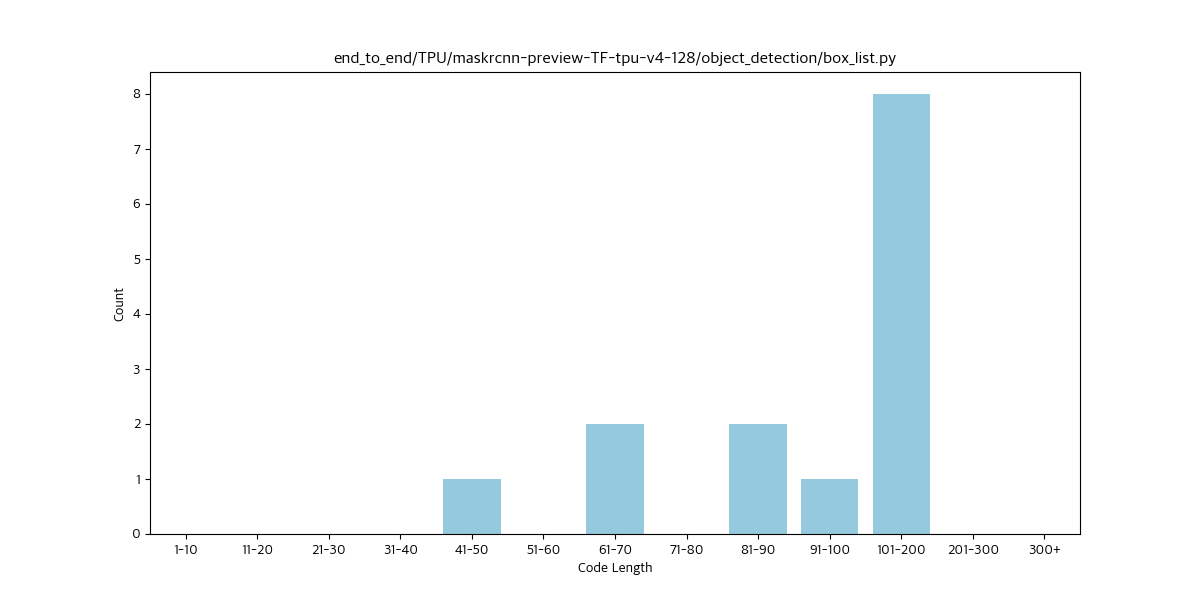 end_to_end/TPU/maskrcnn-preview-TF-tpu-v4-128/object_detection/box_list.py
8
7
6
5
4
3
2
1
0
Count
1-10 11-20 21-30 31-40 41-50 51-60 61-70 71-80 81-90 91-100 101-200 201-300 300+
Code Length